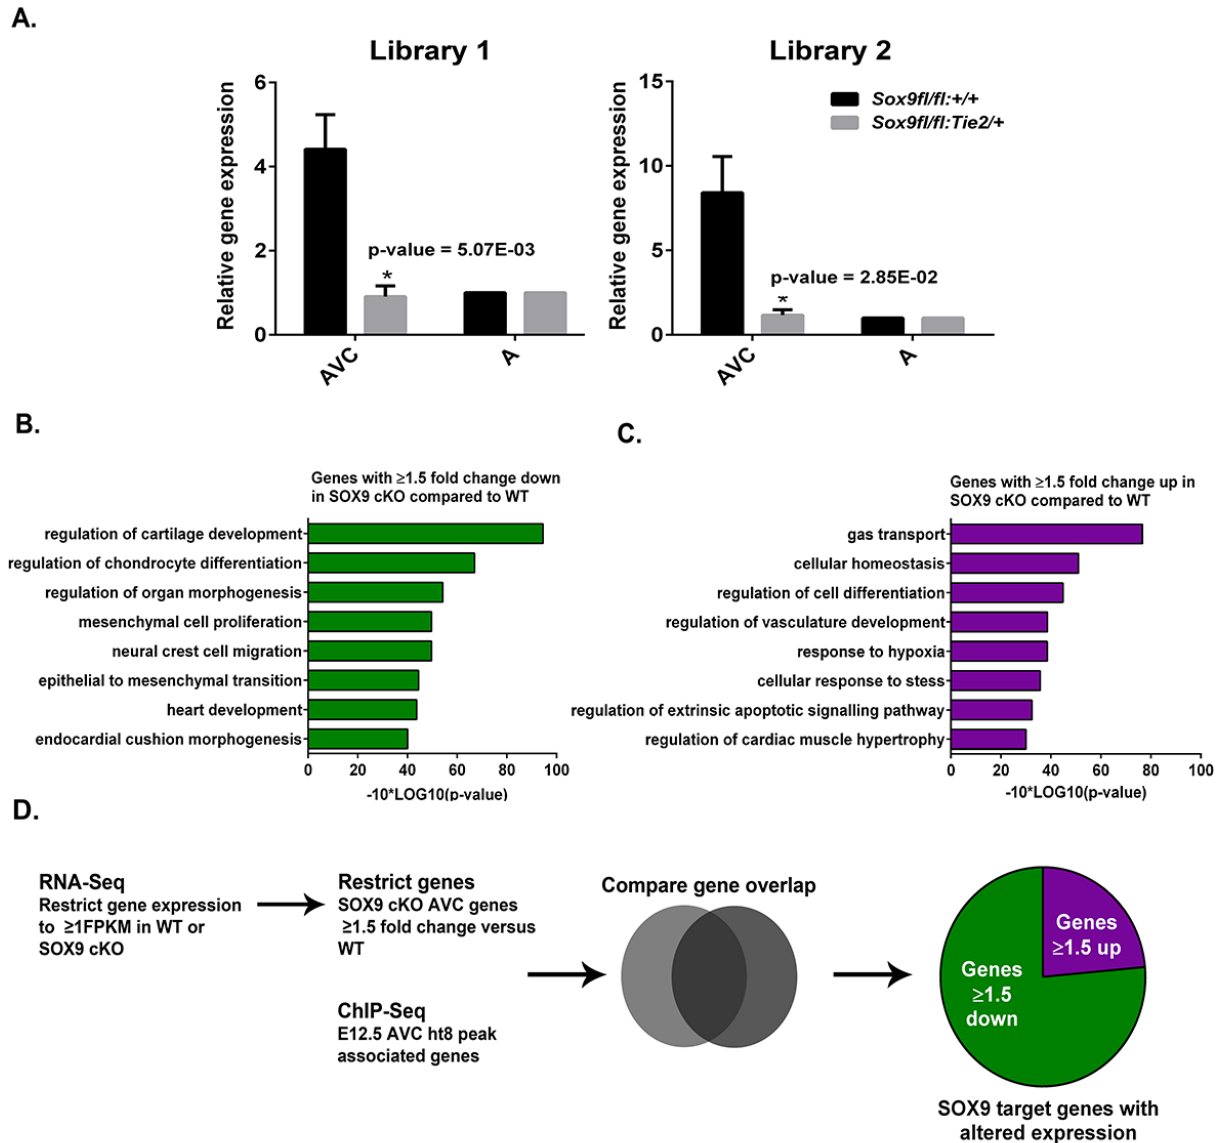 A.
Library 1
Relative gene expression
6
4
2
0
p-value = 5.07E-03
*
AVC
A
Library 2
Relative gene expression
15
10
5
0
Sox9fl/fl:+/+
Sox9fl/fl:Tie2/+
p-value = 2.85E-02
*
AVC
A
B.
Genes with ≥1.5 fold change down
in SOX9 cKO compared to WT
regulation of cartilage development
regulation of chondrocyte differentiation
regulation of organ morphogenesis
mesenchymal cell proliferation
neural crest cell migration
epithelial to mesenchymal transition
heart development
endocardial cushion morphogenesis
0 20 40 60 80 100
-10*LOG10(p-value)
C.
Genes with ≥1.5 fold change up in
SOX9 cKO compared to WT
gas transport
cellular homeostasis
regulation of cell differentiation
regulation of vasculature development
response to hypoxia
cellular response to stess
regulation of extrinsic apoptotic signalling pathway
regulation of cardiac muscle hypertrophy
0 20 40 60 80 100
-10*LOG10(p-value)
D.
RNA-Seq
Restrict gene expression
to ≥1FPKM in WT or
SOX9 cKO
Restrict genes
SOX9 cKO AVC genes
≥1.5 fold change versus
WT
ChIP-Seq
E12.5 AVC ht8 peak
associated genes
Compare gene overlap
Genes
≥1.5 up
Genes
≥1.5
down
SOX9 target genes with
altered expression